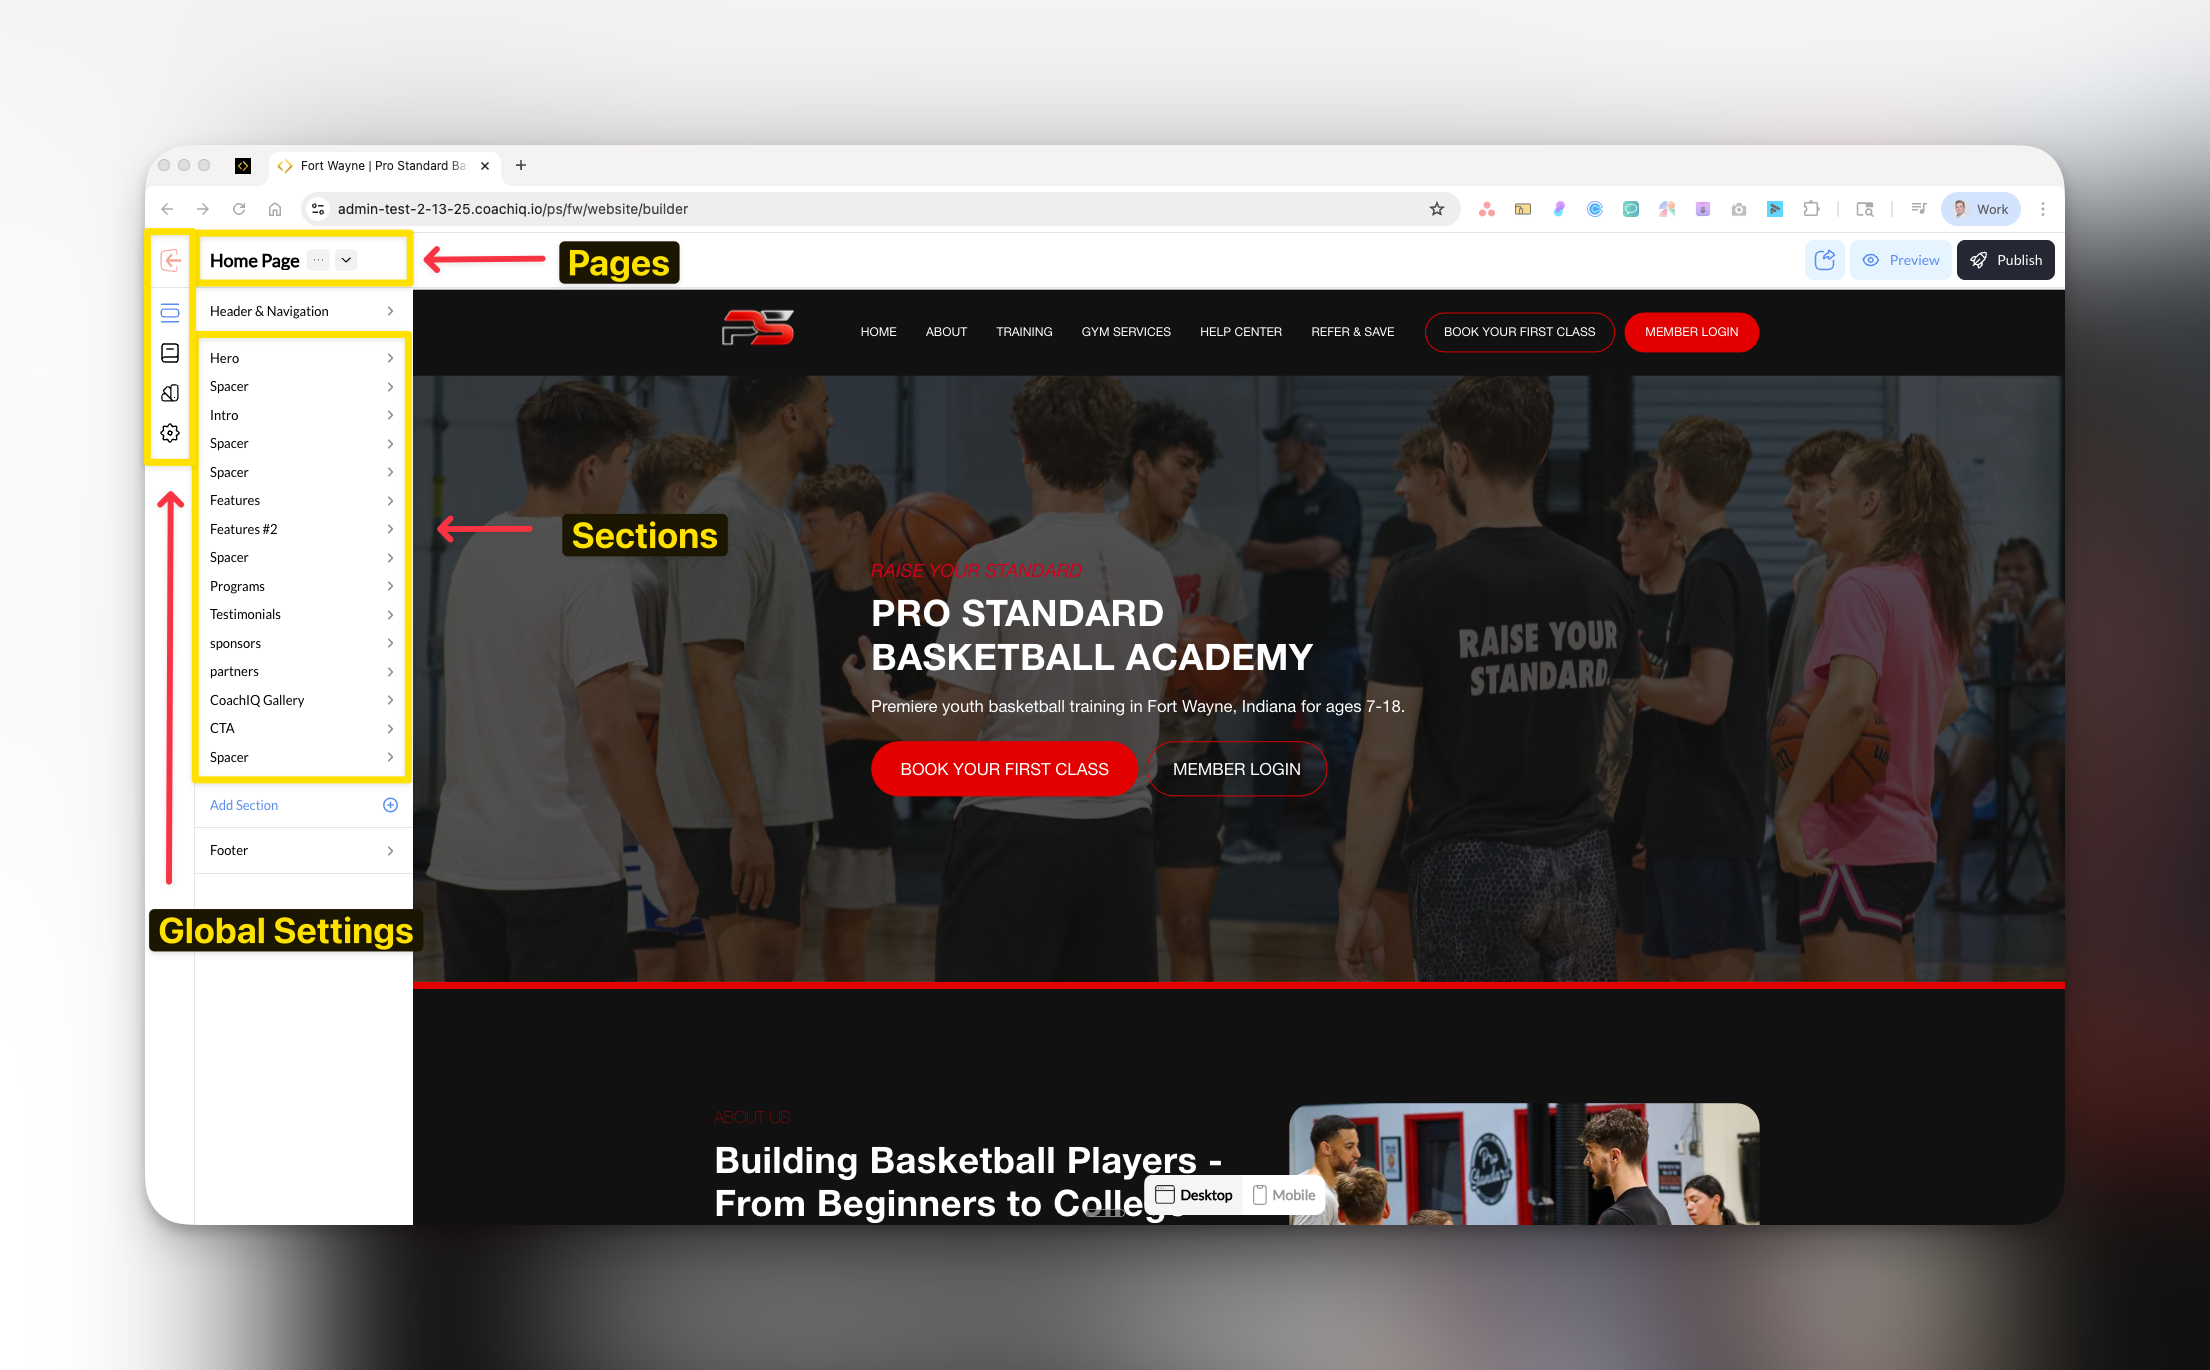 Fort Wayne | Pro Standard Ba
admin-test-2-13-25.coachiq.io/ps/fw/website/builder
Work
Home Page
Pages
Preview
Publish
Header & Navigation
Hero
Spacer
Intro
Spacer
Spacer
Features
Features #2
Spacer
Programs
Testimonials
sponsors
partners
CoachIQ Gallery
CTA
Spacer
Add Section
Footer
Sections
Global Settings
PS
HOME
ABOUT
TRAINING
GYM SERVICES
HELP CENTER
REFER & SAVE
BOOK YOUR FIRST CLASS
MEMBER LOGIN
RAISE YOUR STANDARD
PRO STANDARD
BASKETBALL ACADEMY
Premiere youth basketball training in Fort Wayne, Indiana for ages 7-18.
BOOK YOUR FIRST CLASS
MEMBER LOGIN
RAISE YOUR
STANDARD.
ABOUT US
Building Basketball Players -
From Beginners to College
Desktop
Mobile
Pro
Standard